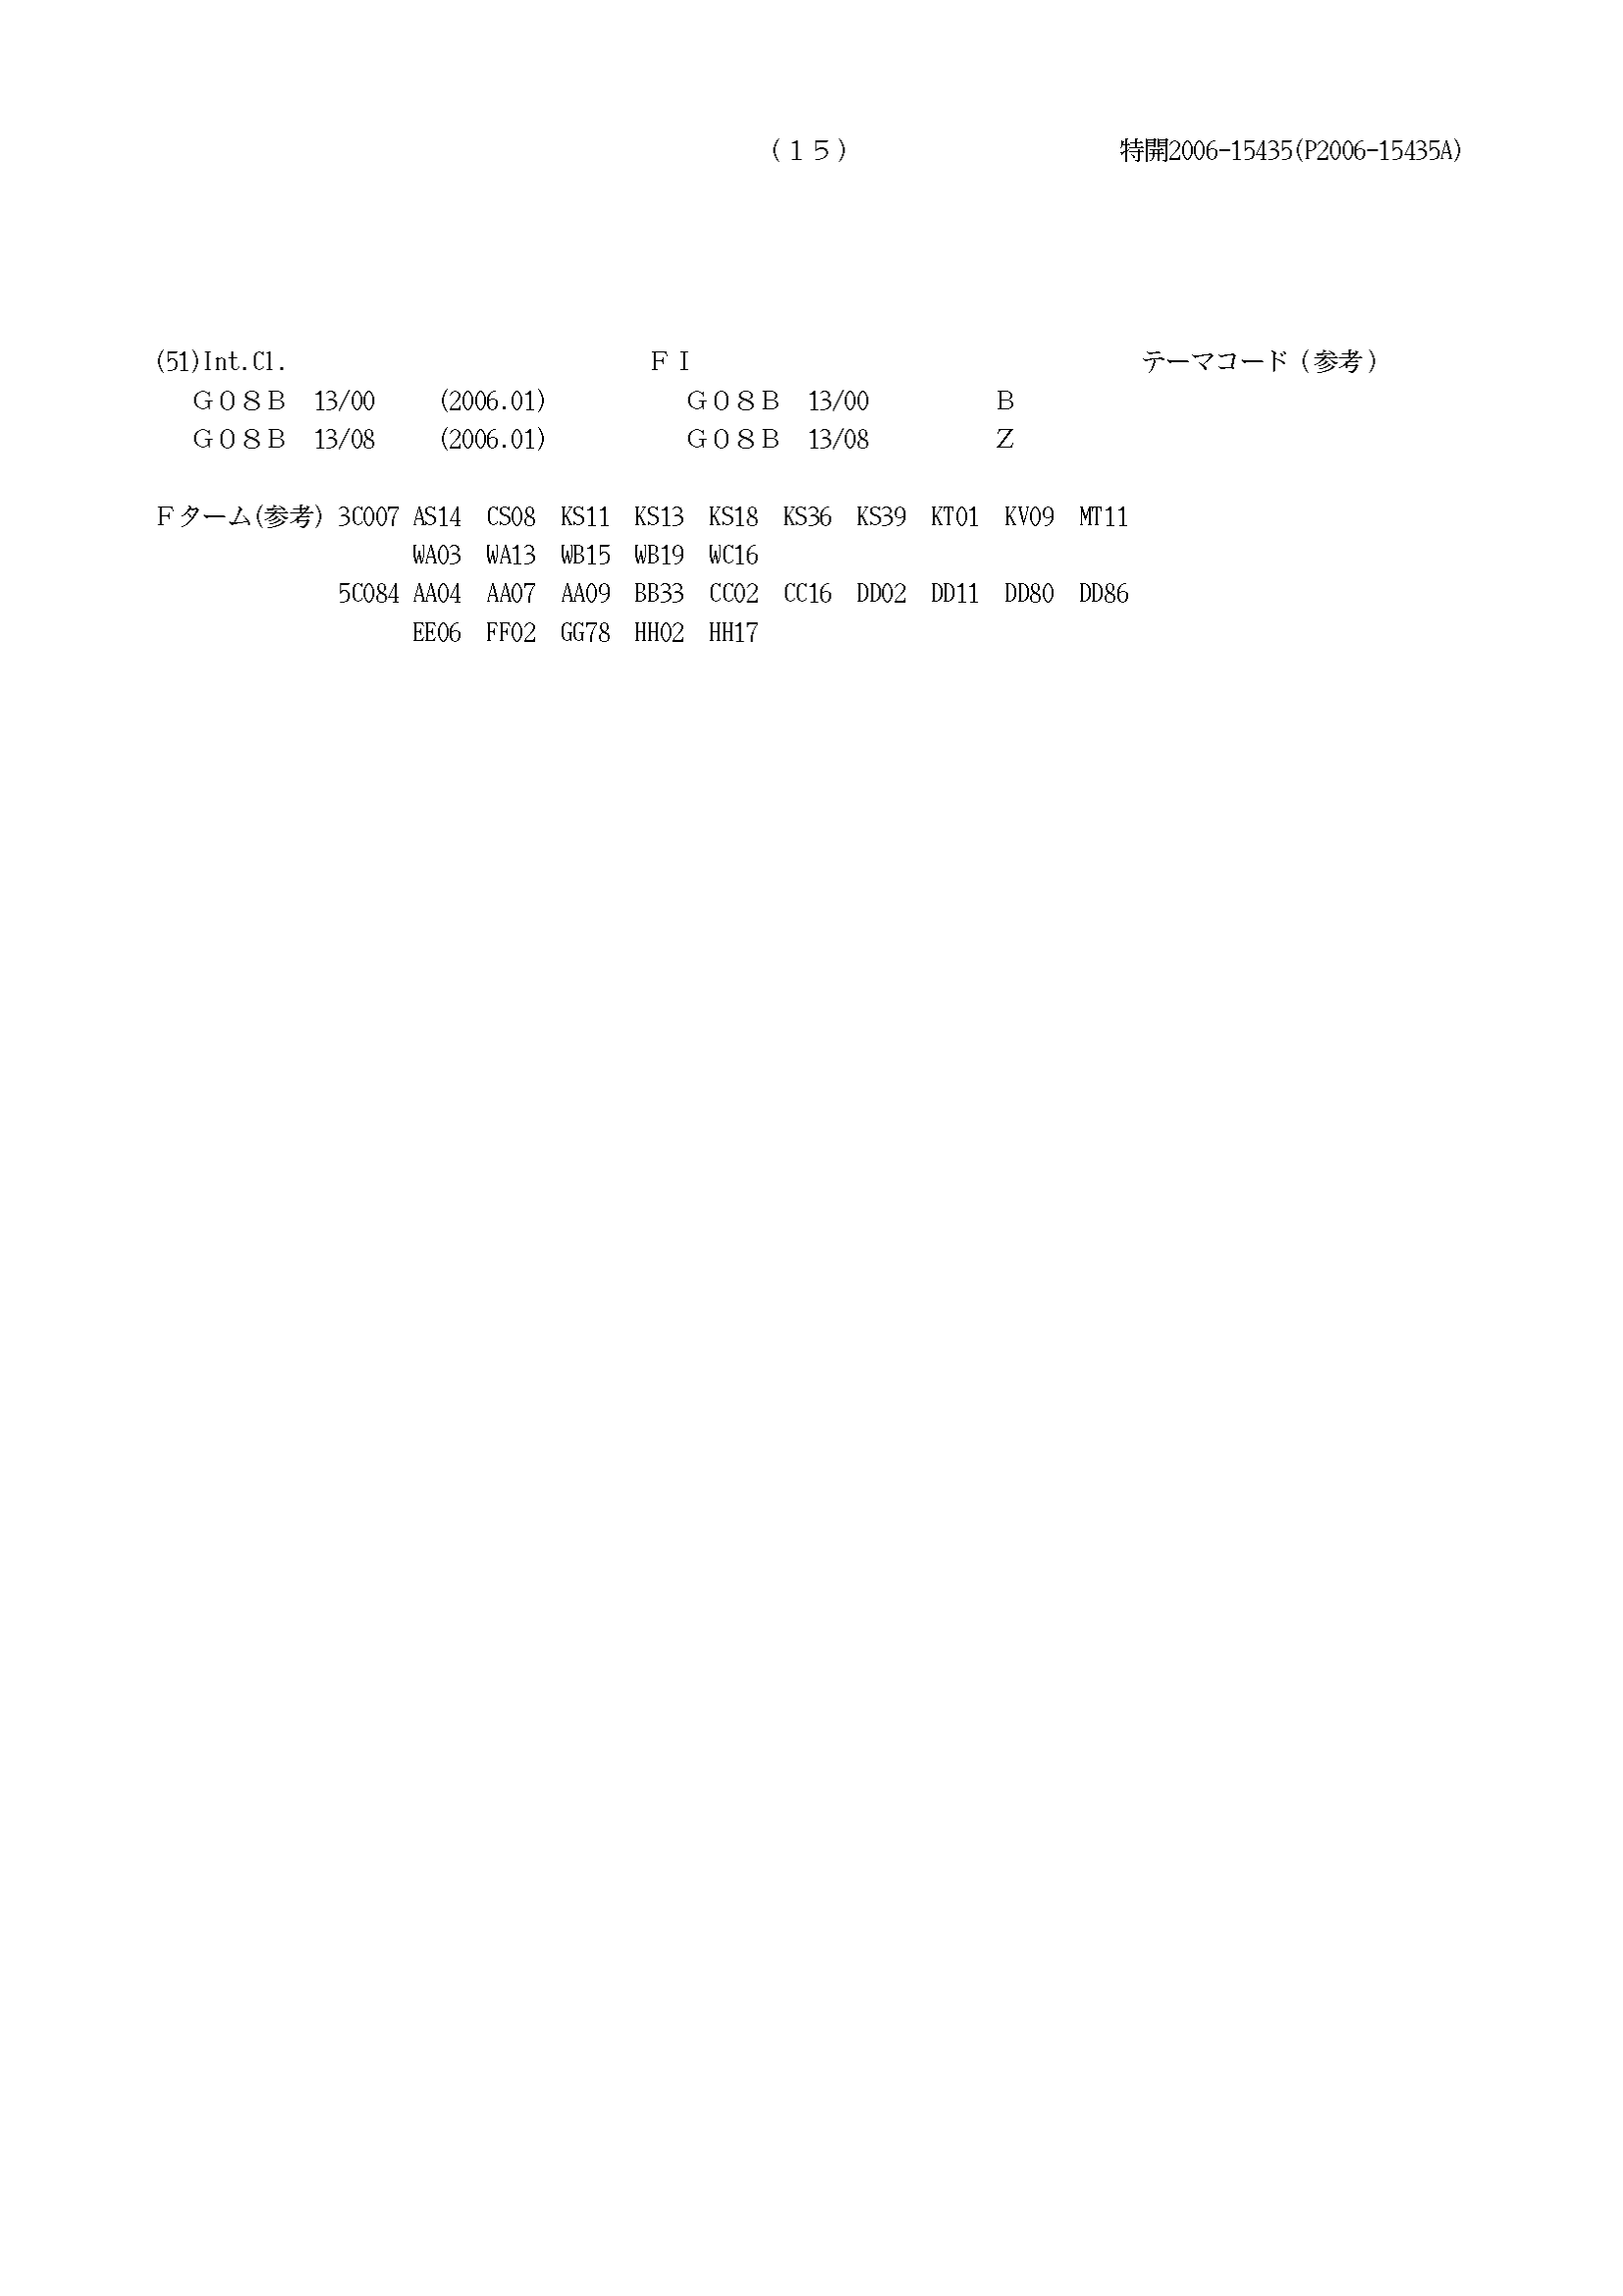 (１５)　特開2006-15435(P2006-15435A)
(51)Int.Cl.　ＦＩ　テーマコード（参考）
Ｇ０８Ｂ　13/00　(2006.01)　Ｇ０８Ｂ　13/00　Ｂ
Ｇ０８Ｂ　13/08　(2006.01)　Ｇ０８Ｂ　13/08　Ｚ
Ｆターム(参考) 3C007 AS14 CS08 KS11 KS13 KS18 KS36 KS39 KT01 KV09 MT11
WA03 WA13 WB15 WB19 WC16
5C084 AA04 AA07 AA09 BB33 CC02 CC16 DD02 DD11 DD80 DD86
EE06 FF02 GG78 HH02 HH17